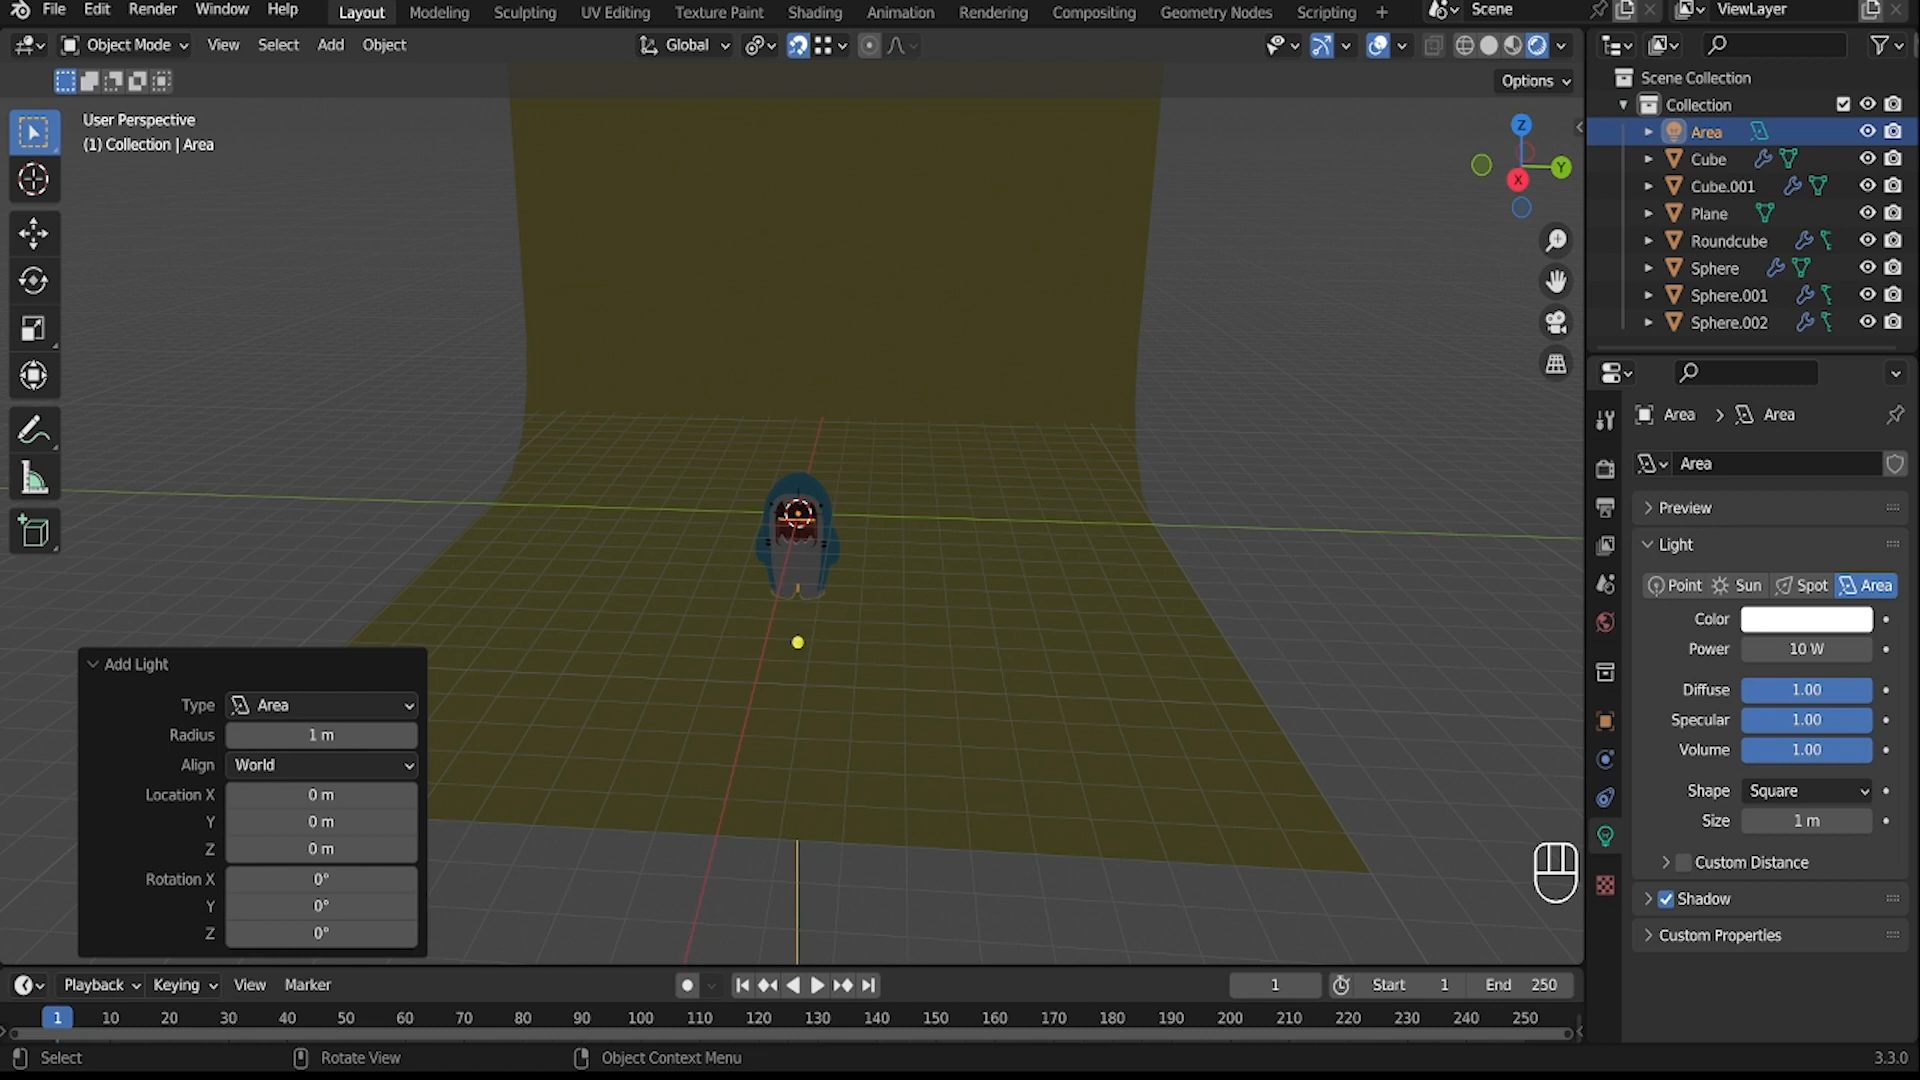 File Edit Render Window Help Layout Modeling Sculpting UV Editing Texture Paint Shading Animation Rendering Compositing Geometry Nodes Scripting + Scene ViewLayer
Object Mode View Select Add Object Global
Options
User Perspective
(1) Collection | Area
Z
Y
X
Add Light
Type Area
Radius 1 m
Align World
Location X 0 m
Y 0 m
Z 0 m
Rotation X 0°
Y 0°
Z 0°
Scene Collection
Collection
Area
Cube
Cube.001
Plane
Roundcube
Sphere
Sphere.001
Sphere.002
Area > Area
Area
Preview
Light
Point Sun Spot Area
Color
Power 10 W
Diffuse 1.00
Specular 1.00
Volume 1.00
Shape Square
Size 1 m
Custom Distance
Shadow
Custom Properties
Playback Keying View Marker 1 Start 1 End 250
1 10 20 30 40 50 60 70 80 90 100 110 120 130 140 150 160 170 180 190 200 210 220 230 240 250
Select Rotate View Object Context Menu 3.3.0